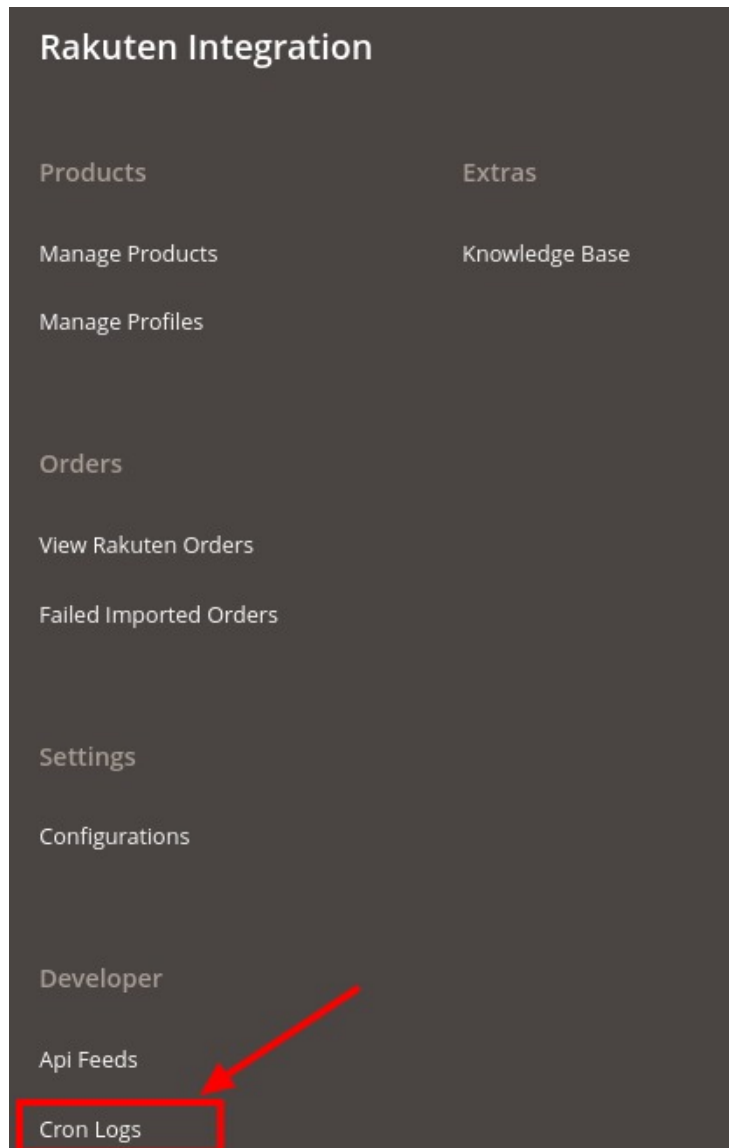 Rakuten Integration
Products
Manage Products
Manage Profiles
Orders
View Rakuten Orders
Failed Imported Orders
Settings
Configurations
Developer
Api Feeds
Cron Logs
Extras
Knowledge Base